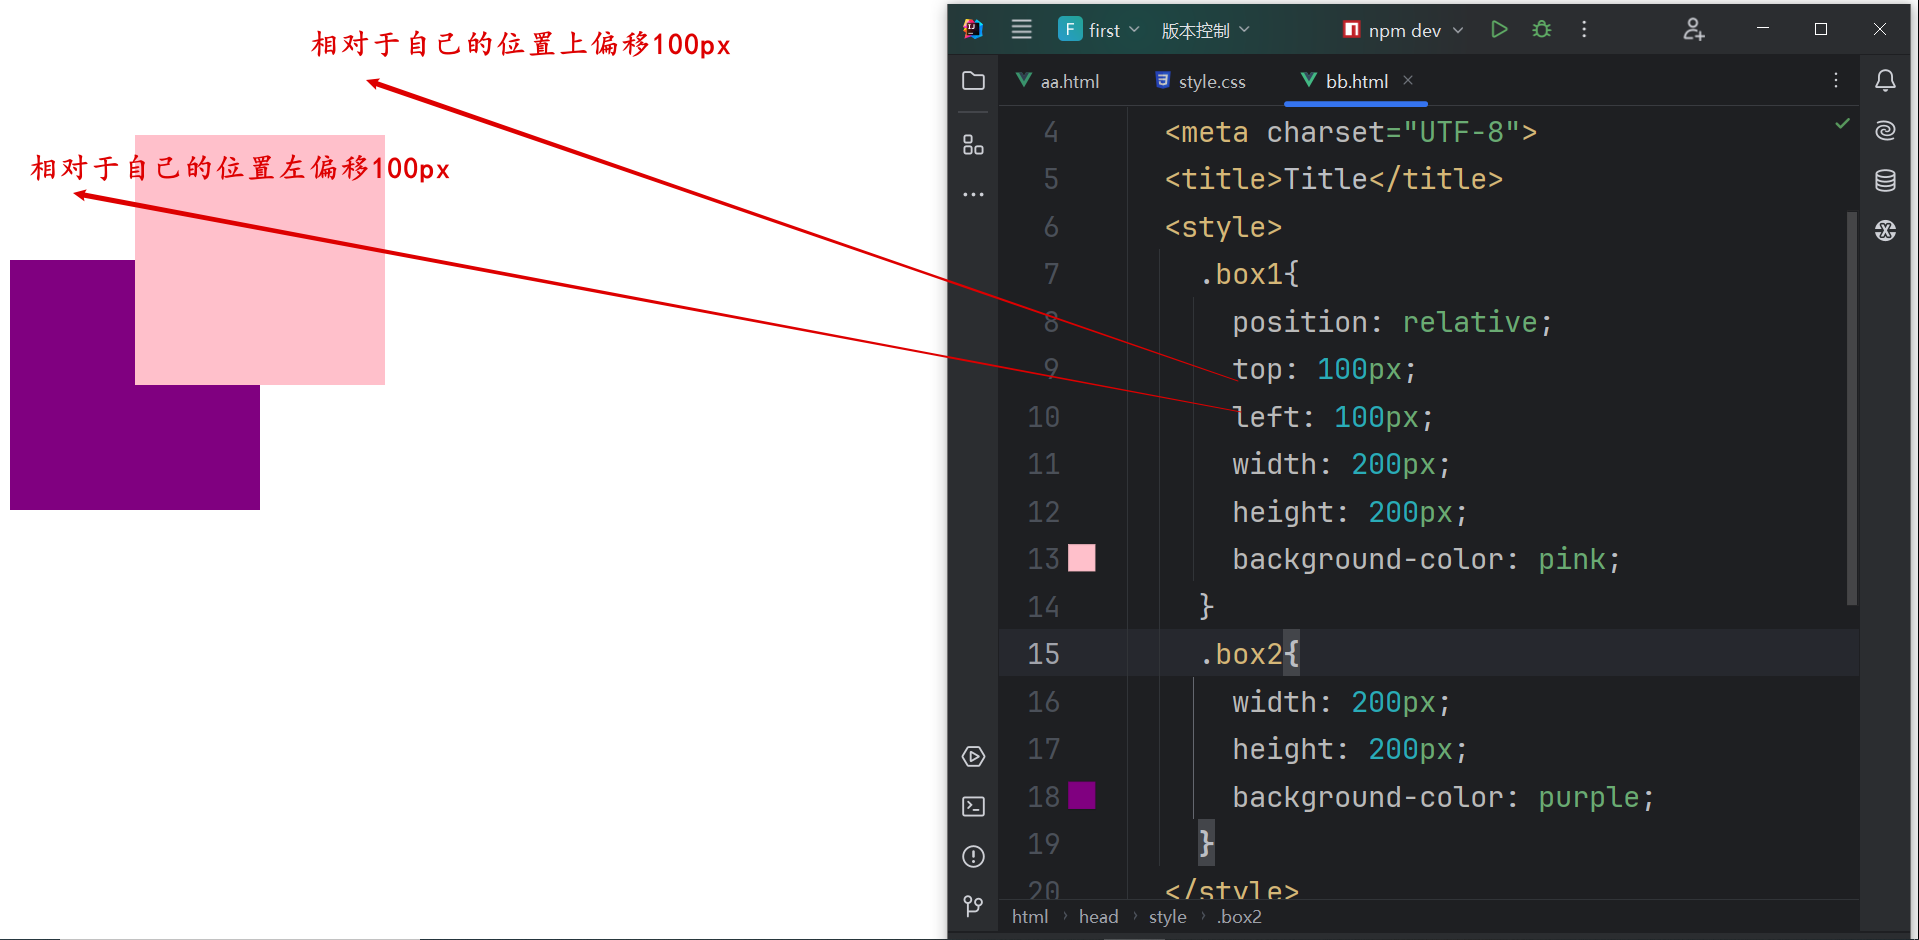 相对于自己的位置上偏移100px
相对于自己的位置左偏移100px
F first 版本控制 npm dev
aa.html style.css bb.html
4 <meta charset="UTF-8">
5 <title>Title</title>
6 <style>
7 .box1{
8 position: relative;
9 top: 100px;
10 left: 100px;
11 width: 200px;
12 height: 200px;
13 background-color: pink;
14 }
15 .box2{
16 width: 200px;
17 height: 200px;
18 background-color: purple;
19 }
20 </style>
html › head › style › .box2